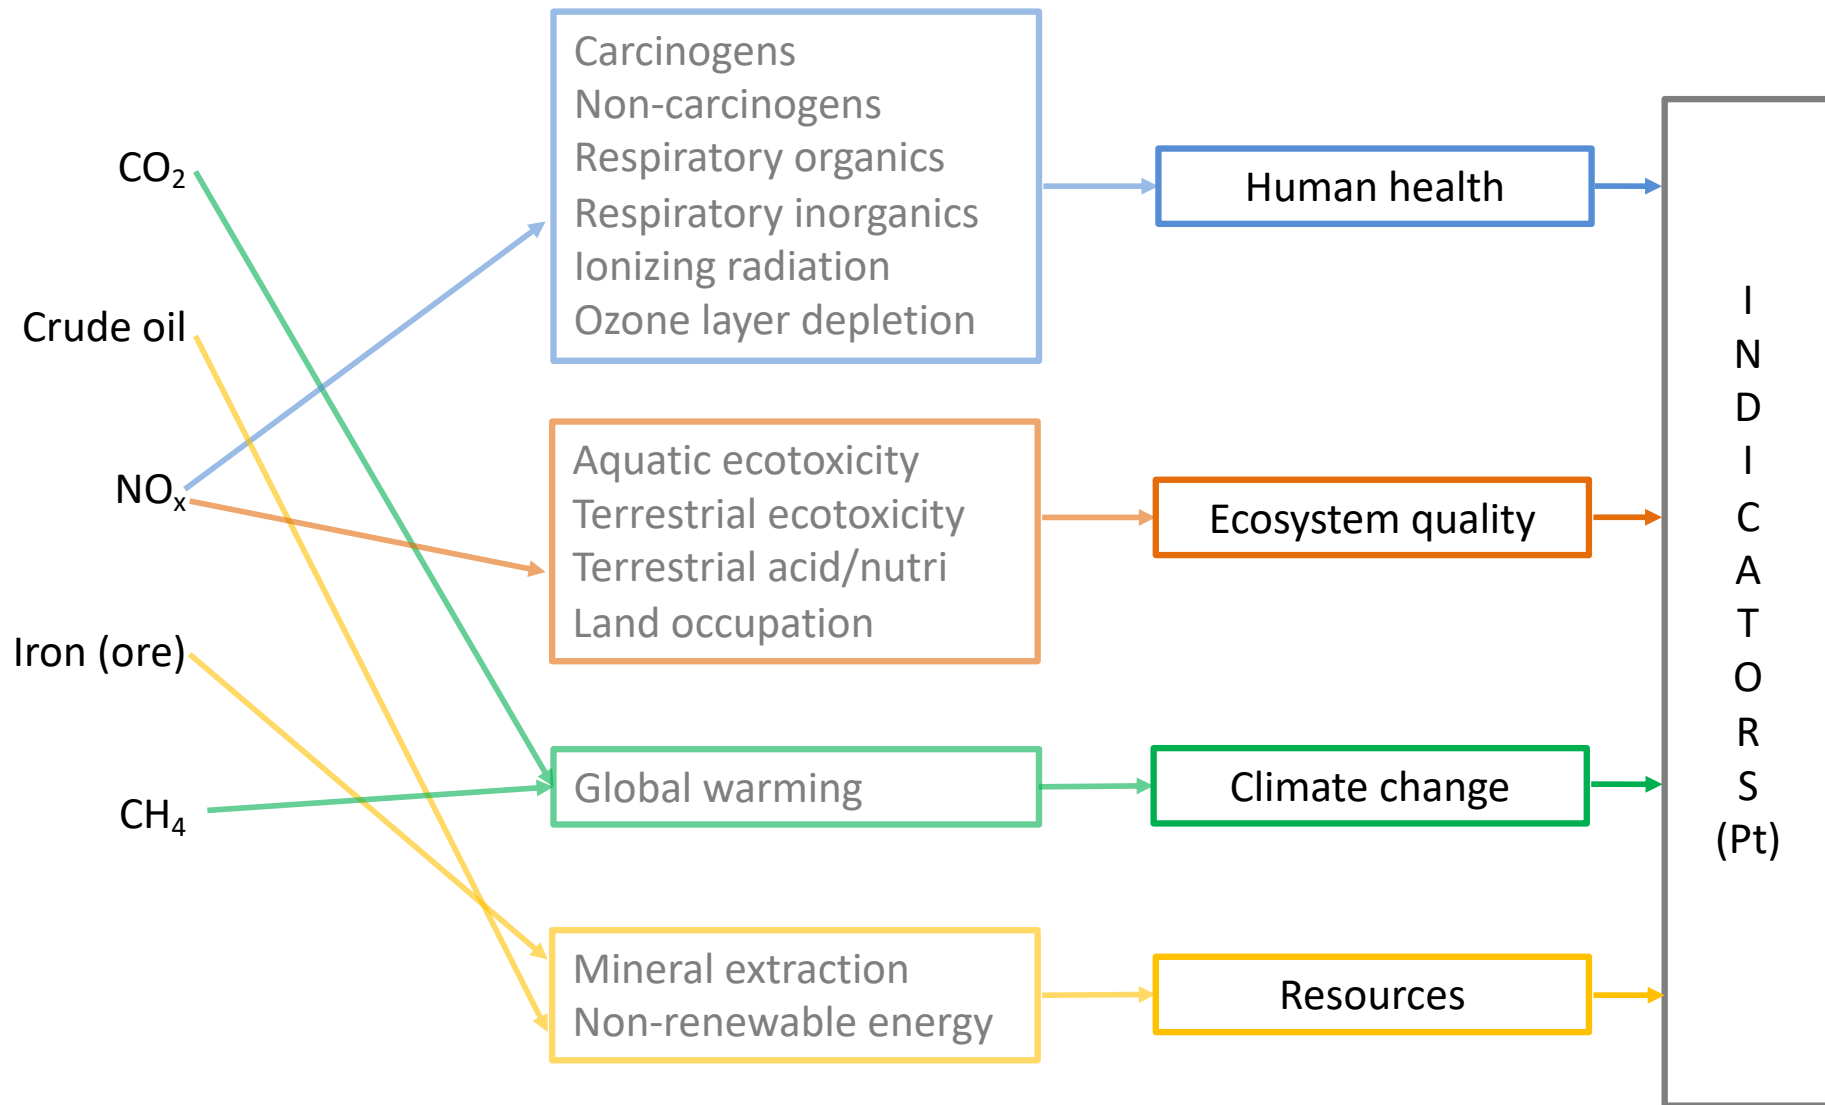 CO₂
Crude oil
NOₓ
Iron (ore)
CH₄
Carcinogens
Non-carcinogens
Respiratory organics
Respiratory inorganics
Ionizing radiation
Ozone layer depletion
Aquatic ecotoxicity
Terrestrial ecotoxicity
Terrestrial acid/nutri
Land occupation
Global warming
Mineral extraction
Non-renewable energy
Human health
Ecosystem quality
Climate change
Resources
I
N
D
I
C
A
T
O
R
S
(Pt)